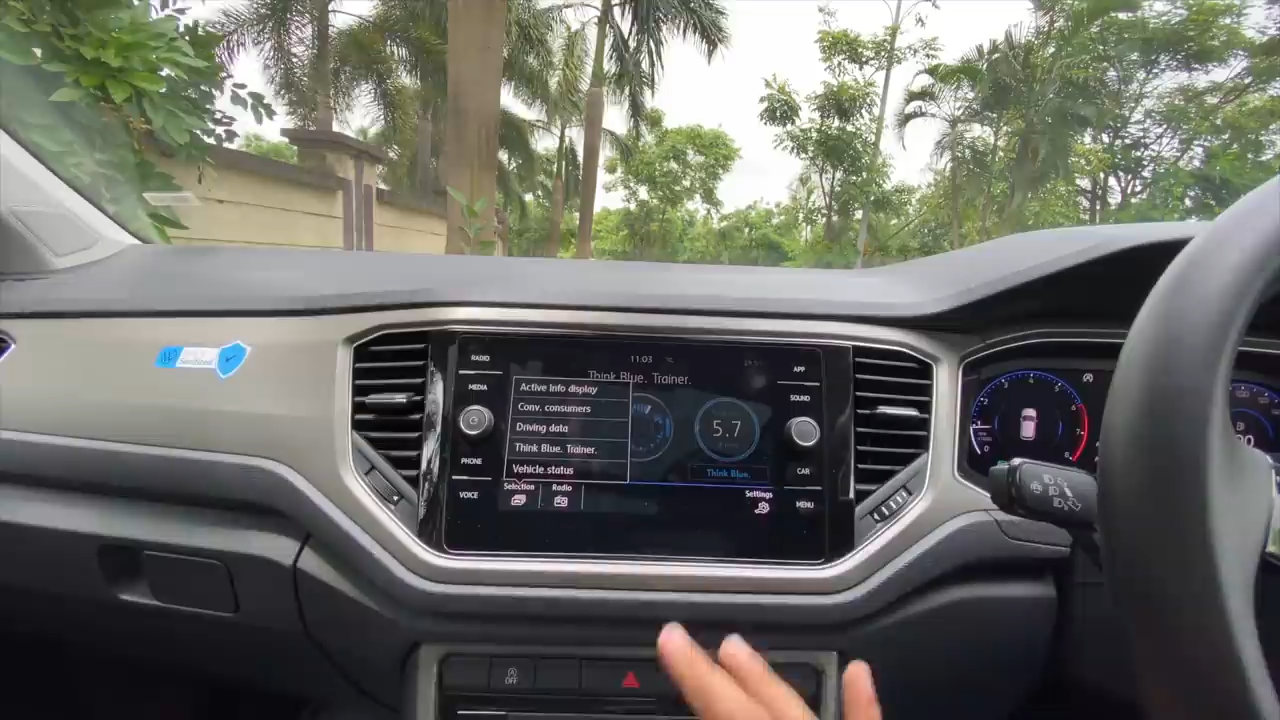 RADIO
MEDIA
PHONE
VOICE
11:03
Think Blue. Trainer.
Active Info display
Conv. consumers
Driving data
Think Blue. Trainer.
Vehicle status
5.7
Think Blue.
Selection
Radio
Settings
APP
SOUND
CAR
MENU
OFF